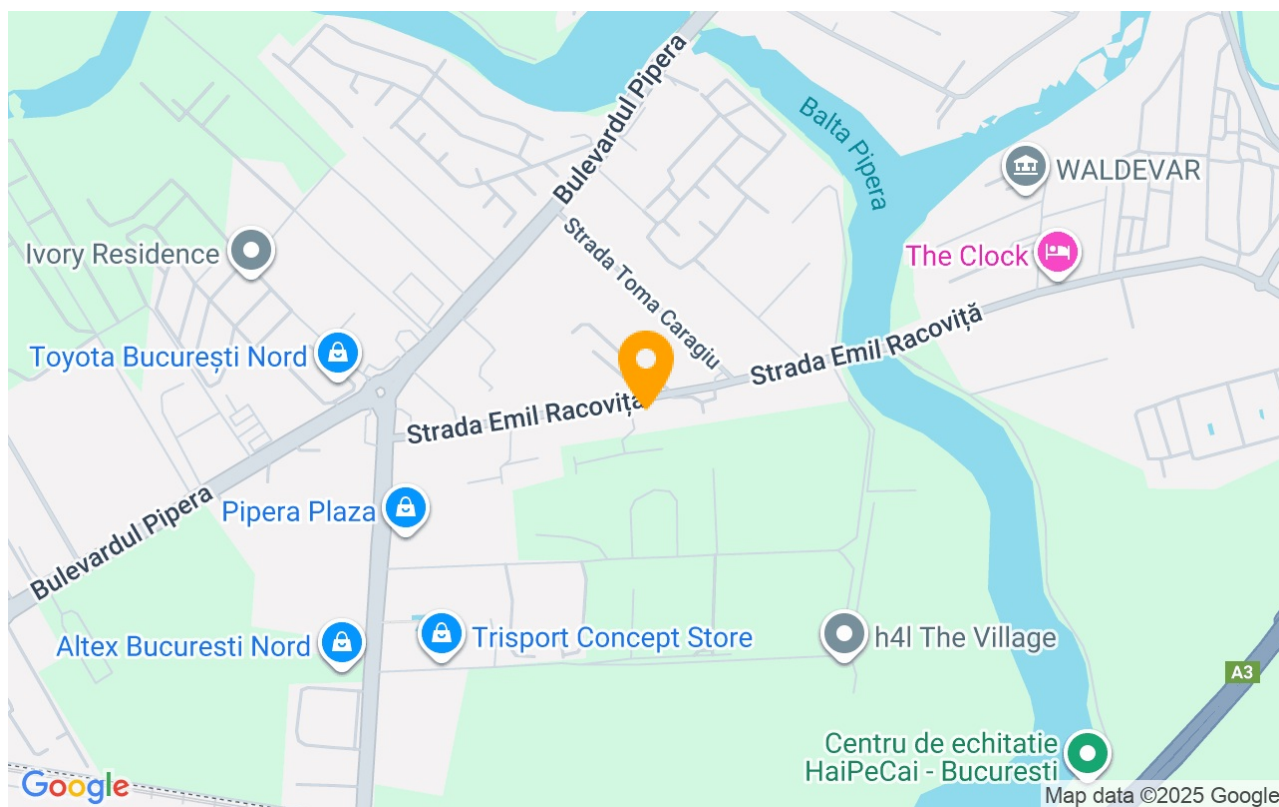 Bulevardul Pipera
Balta Pipera
WALDEVAR
Ivory Residence
Strada Toma Caragiu
The Clock
Toyota București Nord
Strada Emil Racoviță
Strada Emil Racoviță
Pipera Plaza
Bulevardul Pipera
Altex Bucuresti Nord
Trisport Concept Store
h4l The Village
A3
Centru de echitatie
HaiPeCai - Bucuresti
Google
Map data ©2025 Google